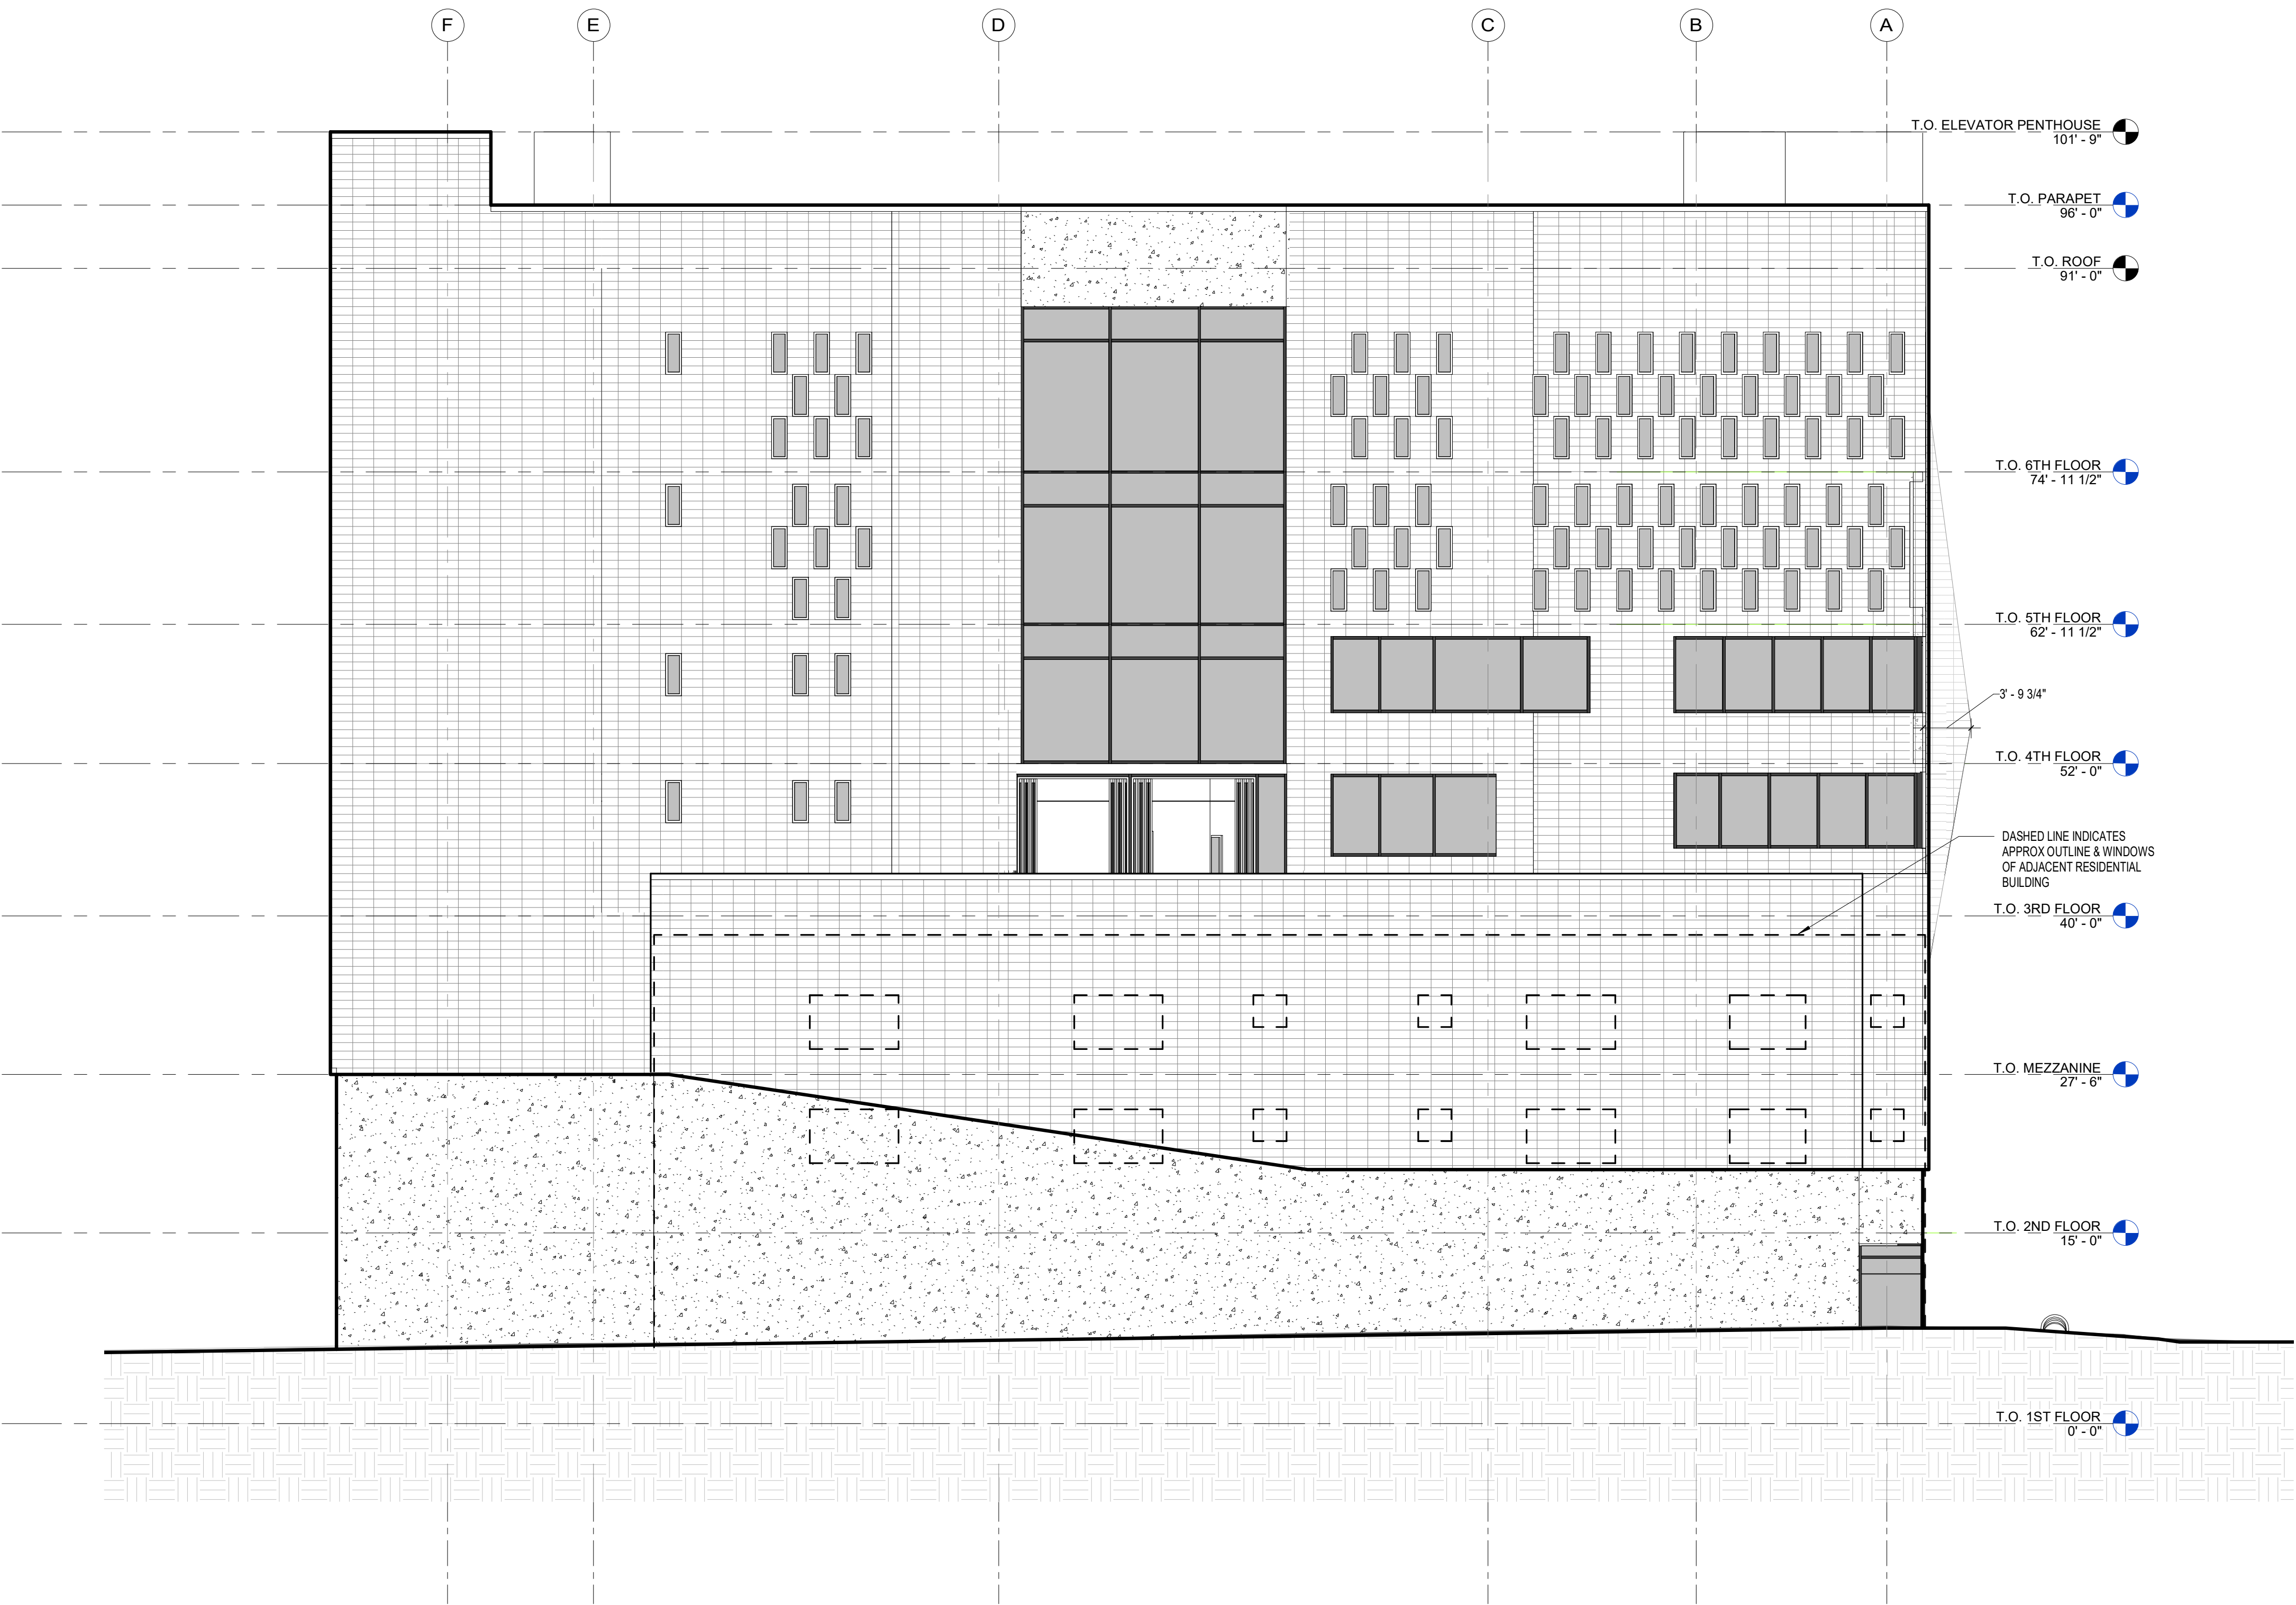 F E D C B A
T.O. ELEVATOR PENTHOUSE
101' - 9"
T.O. PARAPET
96' - 0"
T.O. ROOF
91' - 0"
T.O. 6TH FLOOR
74' - 11 1/2"
T.O. 5TH FLOOR
62' - 11 1/2"
3' - 9 3/4"
T.O. 4TH FLOOR
52' - 0"
DASHED LINE INDICATES
APPROX OUTLINE & WINDOWS
OF ADJACENT RESIDENTIAL
BUILDING
T.O. 3RD FLOOR
40' - 0"
T.O. MEZZANINE
27' - 6"
T.O. 2ND FLOOR
15' - 0"
T.O. 1ST FLOOR
0' - 0"